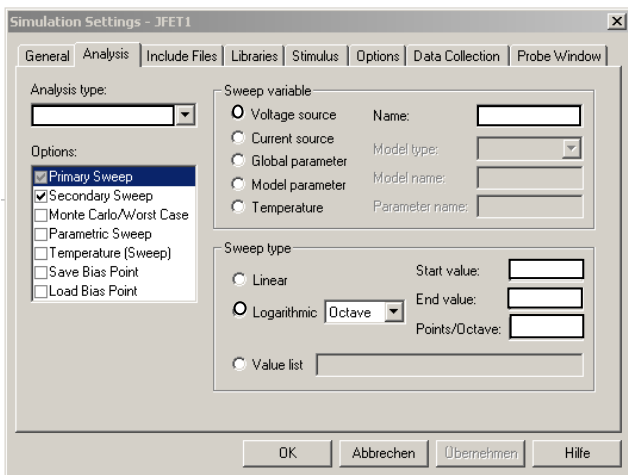 Simulation Settings - JFET1
General Analysis Include Files Libraries Stimulus Options Data Collection Probe Window
Analysis type:
Options:
Primary Sweep
Secondary Sweep
Monte Carlo/Worst Case
Parametric Sweep
Temperature (Sweep)
Save Bias Point
Load Bias Point
Sweep variable
Voltage source
Name:
Current source
Model type:
Global parameter
Model parameter
Model name:
Temperature
Parameter name:
Sweep type
Linear
Start value:
Logarithmic Octave
End value:
Points/Octave:
Value list
OK Abbrechen Übernehmen Hilfe